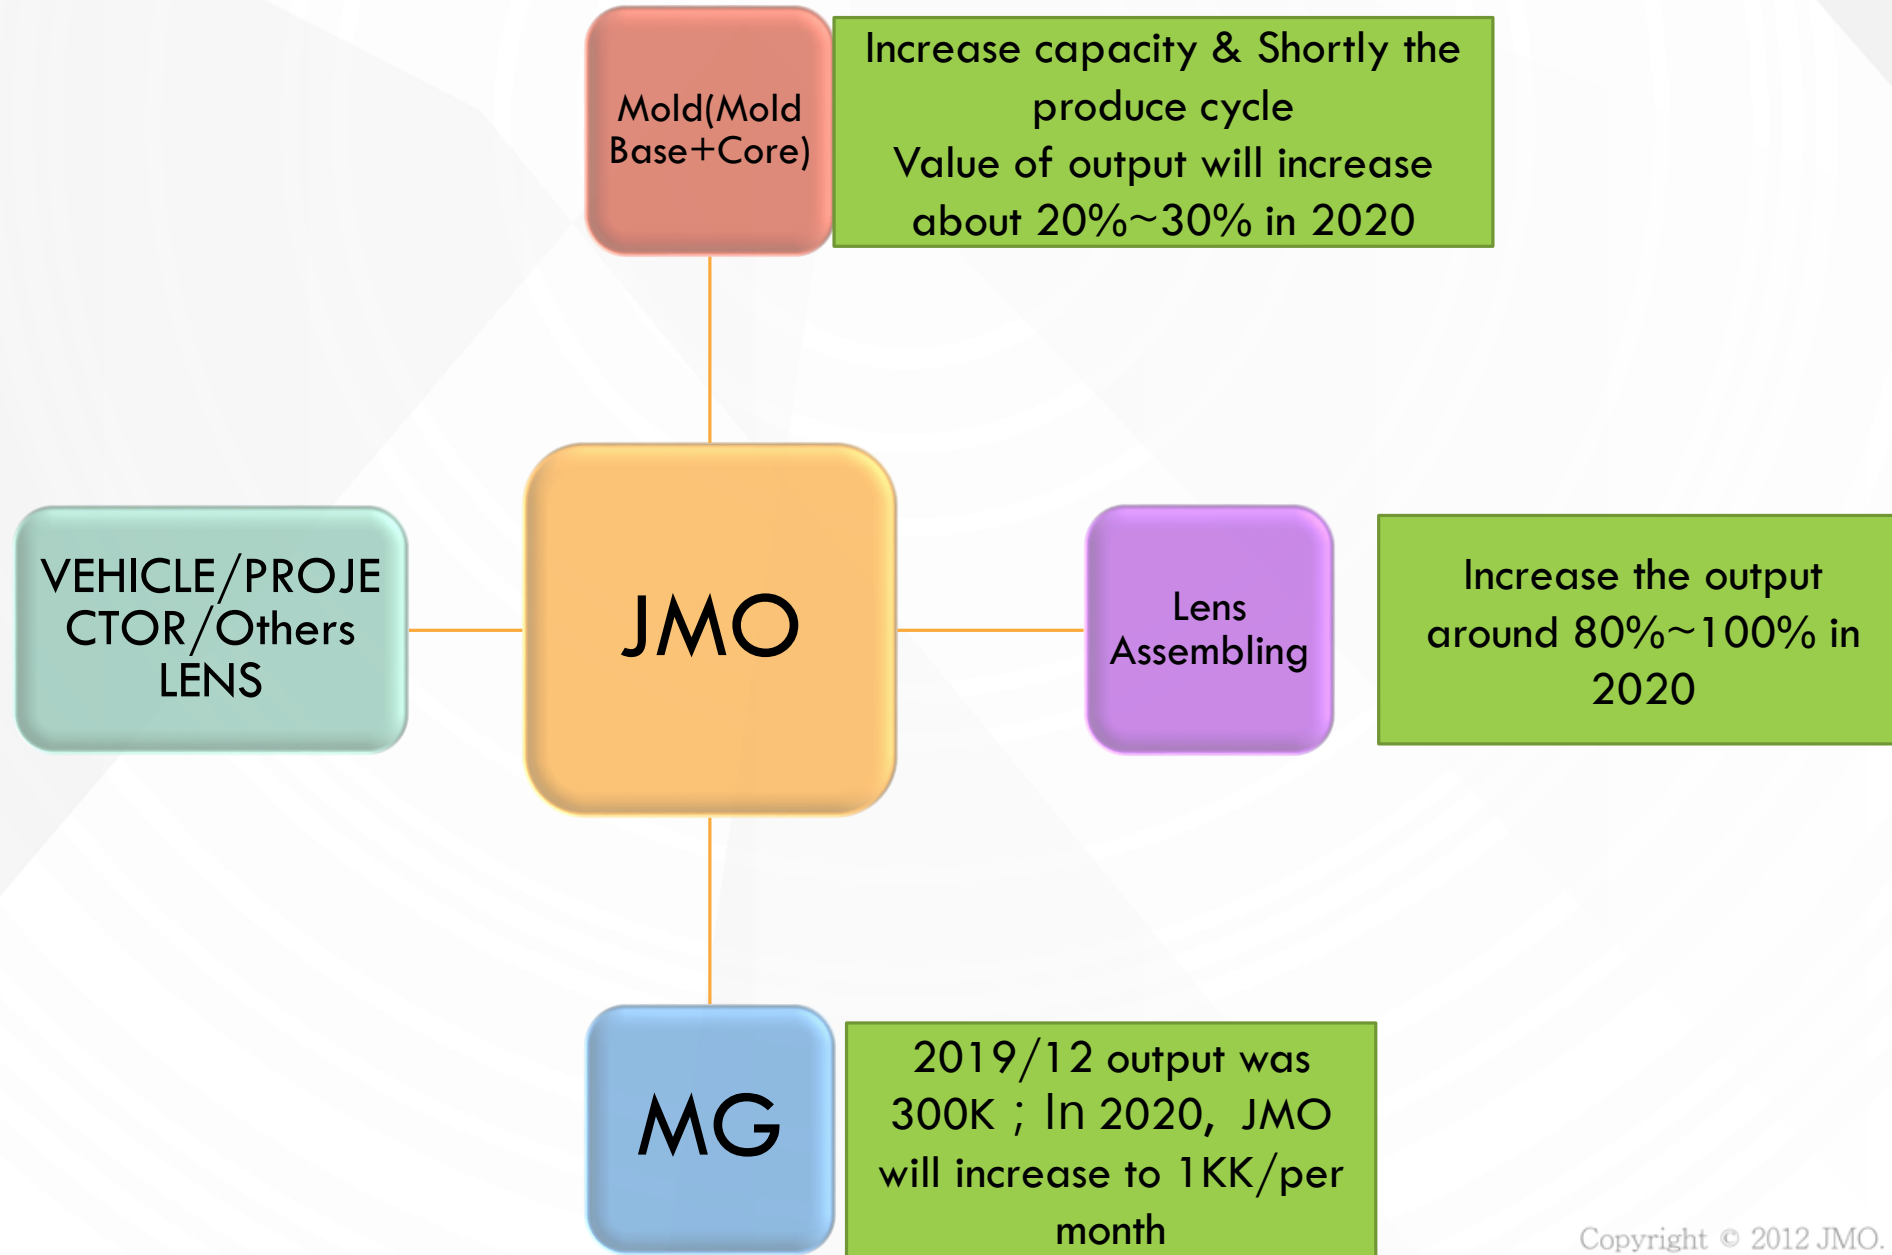 Mold(Mold
Base+Core)
Increase capacity & Shortly the
produce cycle
Value of output will increase
about 20%~30% in 2020
VEHICLE/PROJE
CTOR/Others
LENS
JMO
Lens
Assembling
Increase the output
around 80%~100% in
2020
MG
2019/12 output was
300K ; In 2020, JMO
will increase to 1KK/per
month
Copyright © 2012 JMO.